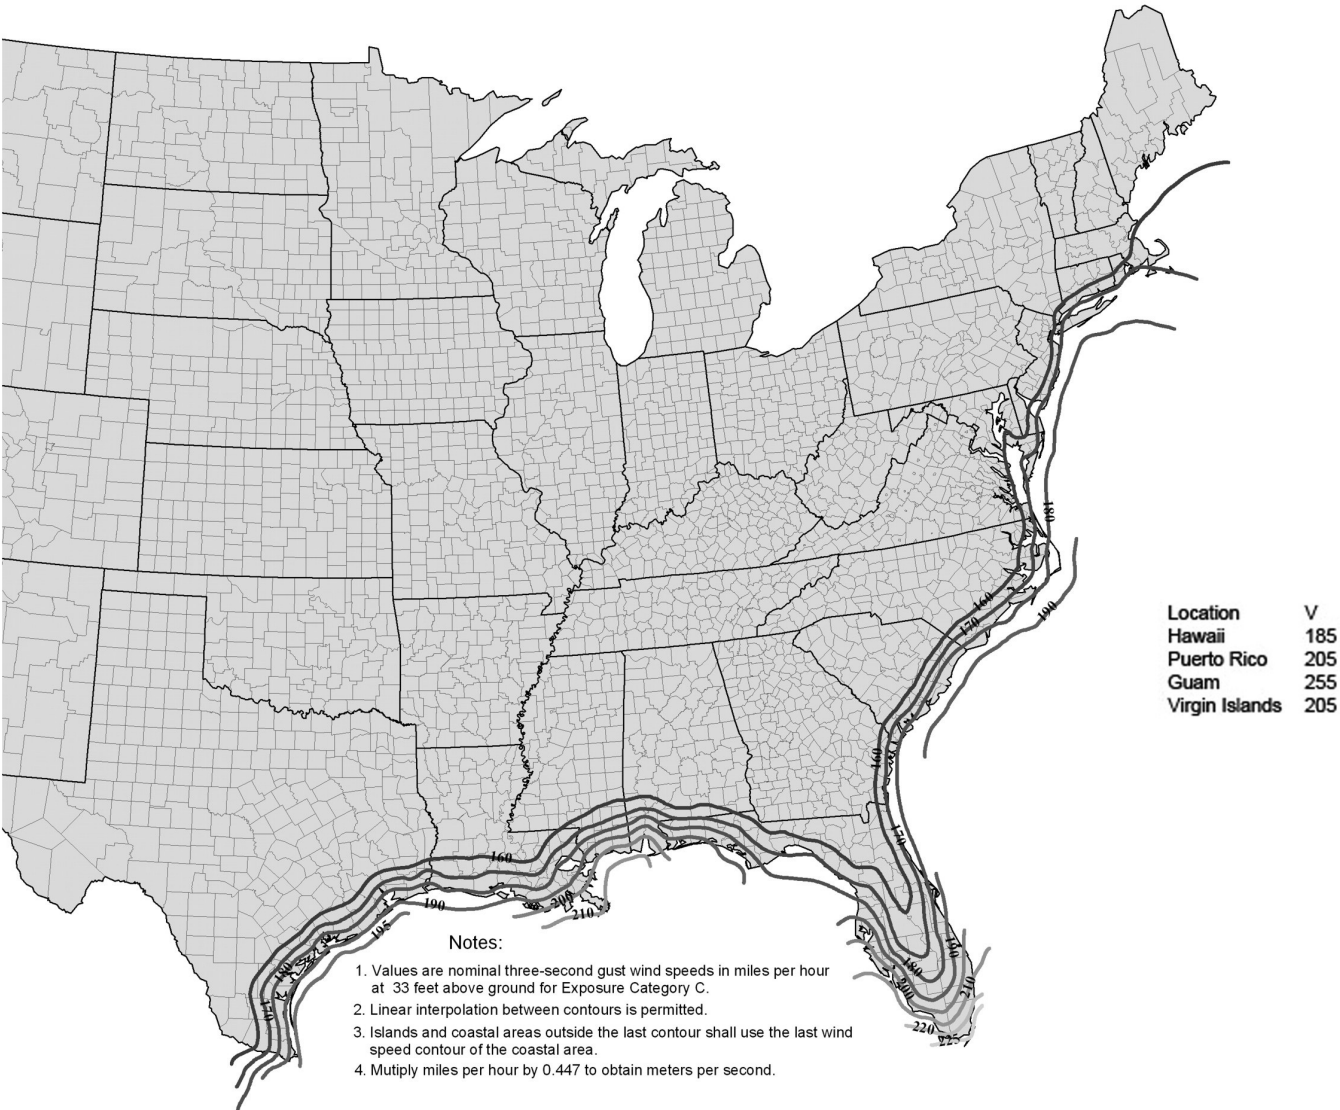 180
Location V
Hawaii 185
Puerto Rico 205
Guam 255
Virgin Islands 205
160
190
170
160
170
160
190
200
210
195
190
180
170
180
200
210
220
225
Notes:
1. Values are nominal three-second gust wind speeds in miles per hour
at 33 feet above ground for Exposure Category C.
2. Linear interpolation between contours is permitted.
3. Islands and coastal areas outside the last contour shall use the last wind
speed contour of the coastal area.
4. Mutiply miles per hour by 0.447 to obtain meters per second.